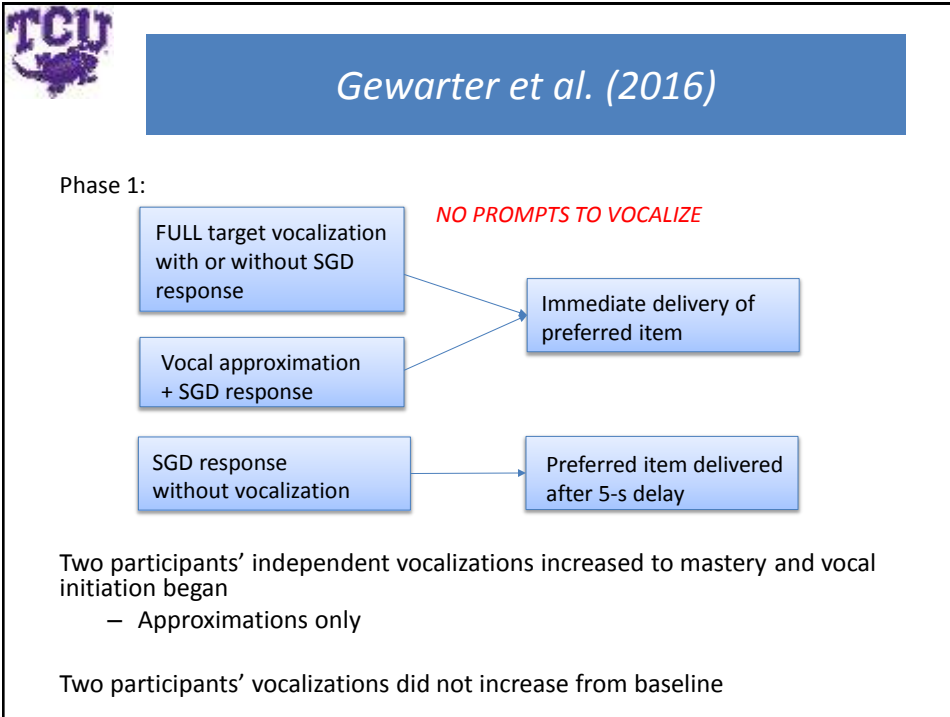 TCU
Gewarter et al. (2016)
Phase 1:
NO PROMPTS TO VOCALIZE
FULL target vocalization
with or without SGD
response
Immediate delivery of
preferred item
Vocal approximation
+ SGD response
SGD response
without vocalization
Preferred item delivered
after 5-s delay
Two participants’ independent vocalizations increased to mastery and vocal
initiation began
– Approximations only
Two participants’ vocalizations did not increase from baseline